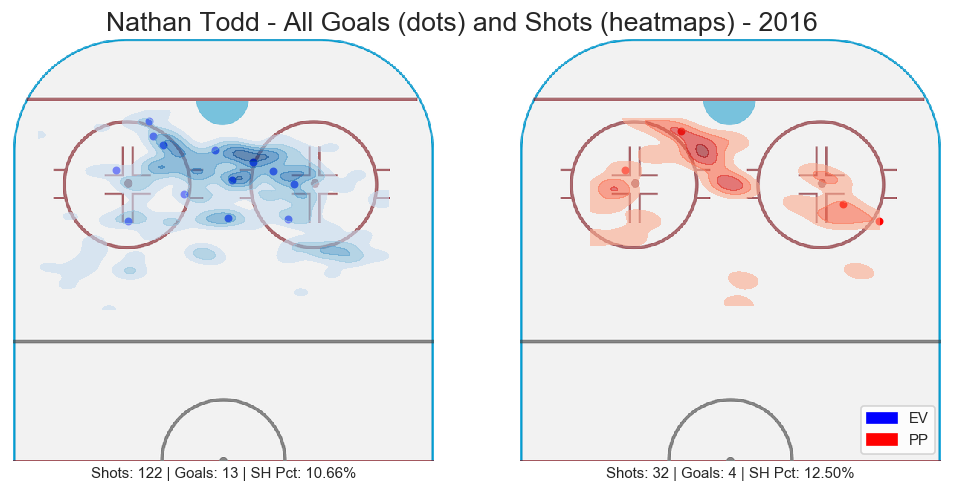 Nathan Todd - All Goals (dots) and Shots (heatmaps) - 2016
EV
PP
Shots: 122 | Goals: 13 | SH Pct: 10.66%
Shots: 32 | Goals: 4 | SH Pct: 12.50%